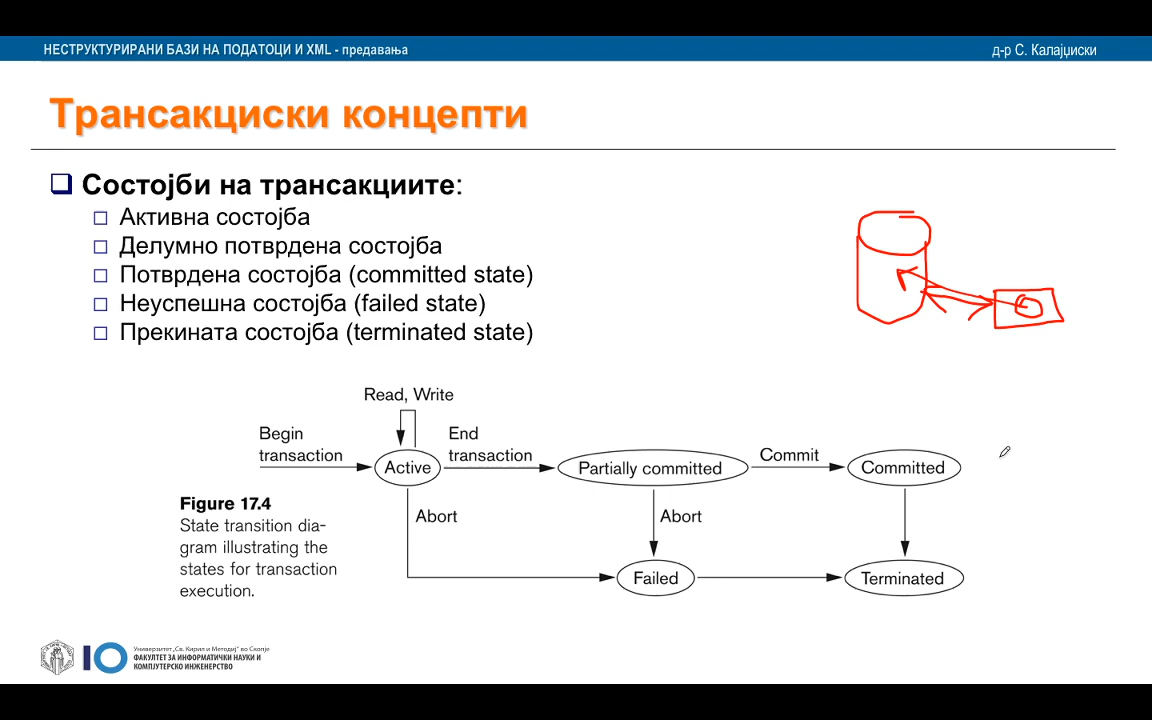 НЕСТРУКТУРИРАНИ БАЗИ НА ПОДАТОЦИ И XML - предавања
д-р С. Калајџиски
Трансакциски концепти
Состојби на трансакциите:
Активна состојба
Делумно потврдена состојба
Потврдена состојба (committed state)
Неуспешна состојба (failed state)
Прекината состојба (terminated state)
Read, Write
Begin
transaction
End
transaction
Commit
Active
Partially committed
Committed
Abort
Abort
Failed
Terminated
Figure 17.4
State transition dia-
gram illustrating the
states for transaction
execution.
Универзитет „Св. Кирил и Методиј" во Скопје
ФАКУЛТЕТ ЗА ИНФОРМАТИЧКИ НАУКИ И
КОМПЈУТЕРСКО ИНЖЕНЕРСТВО